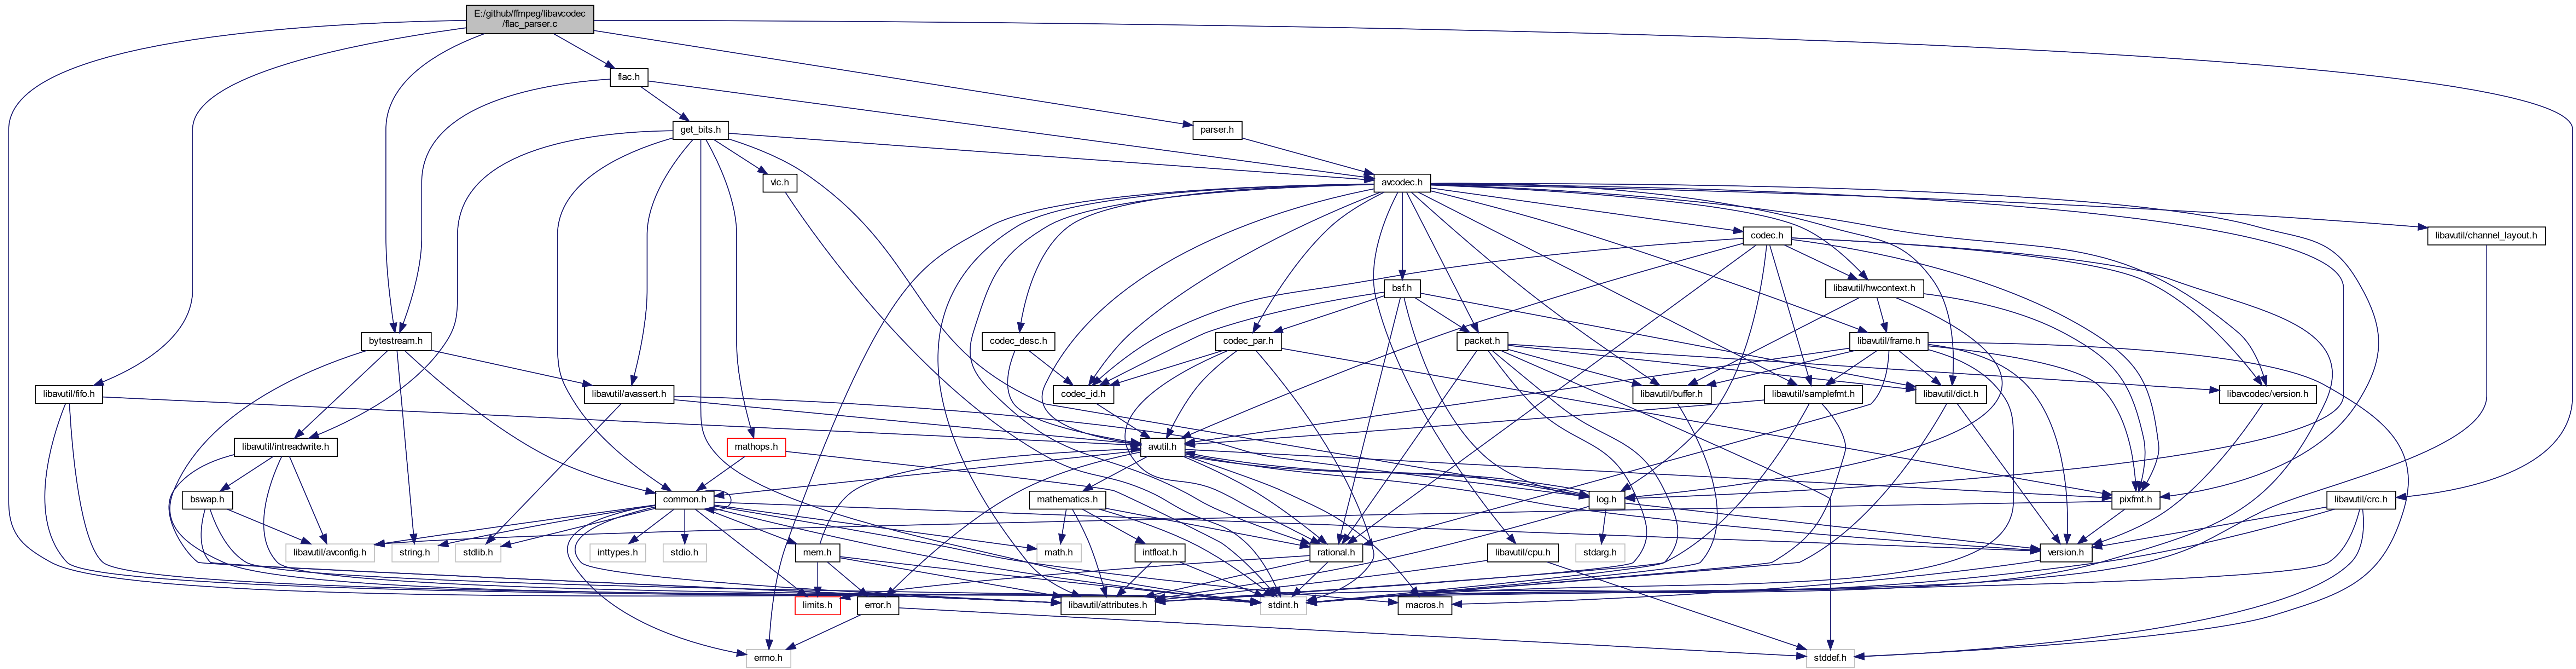 E:/github/ffmpeg/libavcodec
/flac_parser.c
flac.h
get_bits.h
parser.h
vlc.h
avcodec.h
codec.h
libavutil/channel_layout.h
bsf.h
libavutil/hwcontext.h
bytestream.h
codec_desc.h
codec_par.h
packet.h
libavutil/frame.h
libavutil/fifo.h
libavutil/avassert.h
codec_id.h
libavutil/buffer.h
libavutil/samplefmt.h
libavutil/dict.h
libavcodec/version.h
libavutil/intreadwrite.h
mathops.h
avutil.h
bswap.h
common.h
mathematics.h
log.h
pixfmt.h
libavutil/crc.h
libavutil/avconfig.h
string.h
stdlib.h
inttypes.h
stdio.h
mem.h
math.h
intfloat.h
rational.h
libavutil/cpu.h
stdarg.h
version.h
limits.h
error.h
libavutil/attributes.h
stdint.h
macros.h
errno.h
stddef.h